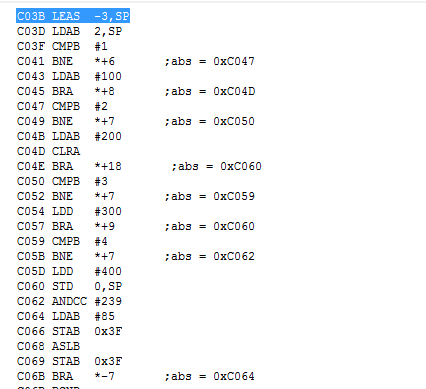 C03B LEAS -3,SP
C03D LDAB 2,SP
C03F CMPB #1
C041 BNE *+6 ;abs = 0xC047
C043 LDAB #100
C045 BRA *+8 ;abs = 0xC04D
C047 CMPB #2
C049 BNE *+7 ;abs = 0xC050
C04B LDAB #200
C04D CLRA
C04E BRA *+18 ;abs = 0xC060
C050 CMPB #3
C052 BNE *+7 ;abs = 0xC059
C054 LDD #300
C057 BRA *+9 ;abs = 0xC060
C059 CMPB #4
C05B BNE *+7 ;abs = 0xC062
C05D LDD #400
C060 STD 0,SP
C062 ANDCC #239
C064 LDAB #85
C066 STAB 0x3F
C068 ASLB
C069 STAB 0x3F
C06B BRA *-7 ;abs = 0xC064